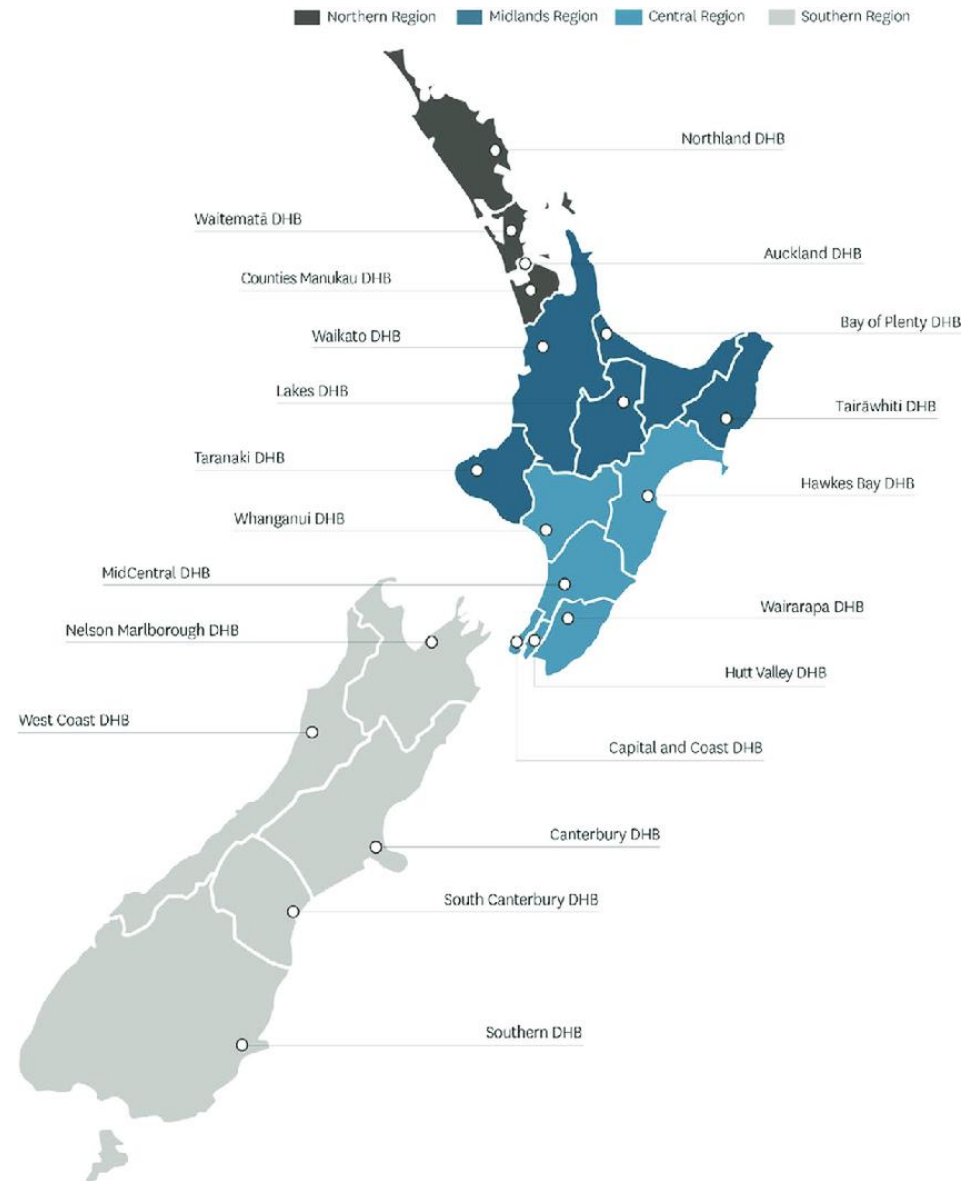 Northern Region Midlands Region Central Region Southern Region
Northland DHB
Waitematā DHB
Auckland DHB
Counties Manukau DHB
Bay of Plenty DHB
Waikato DHB
Lakes DHB
Tairāwhiti DHB
Taranaki DHB
Hawkes Bay DHB
Whanganui DHB
MidCentral DHB
Wairarapa DHB
Nelson Marlborough DHB
Hutt Valley DHB
West Coast DHB
Capital and Coast DHB
Canterbury DHB
South Canterbury DHB
Southern DHB